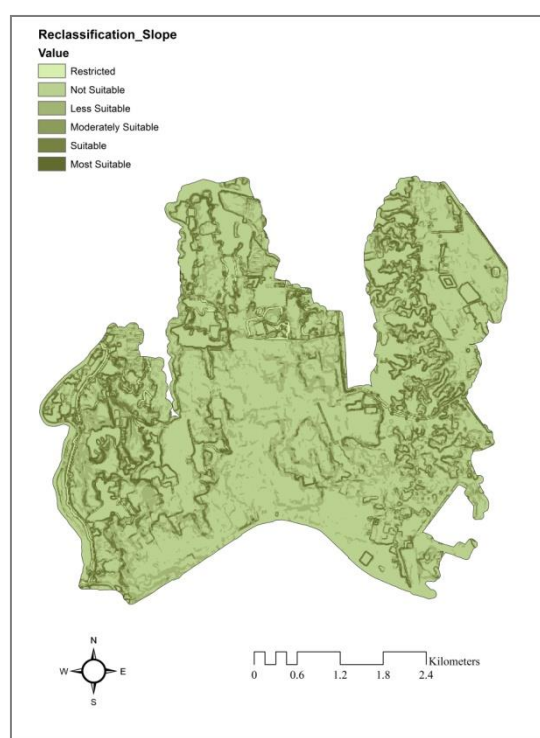 Reclassification_Slope
Value
Restricted
Not Suitable
Less Suitable
Moderately Suitable
Suitable
Most Suitable
N
W E
S
Kilometers
0 0.6 1.2 1.8 2.4